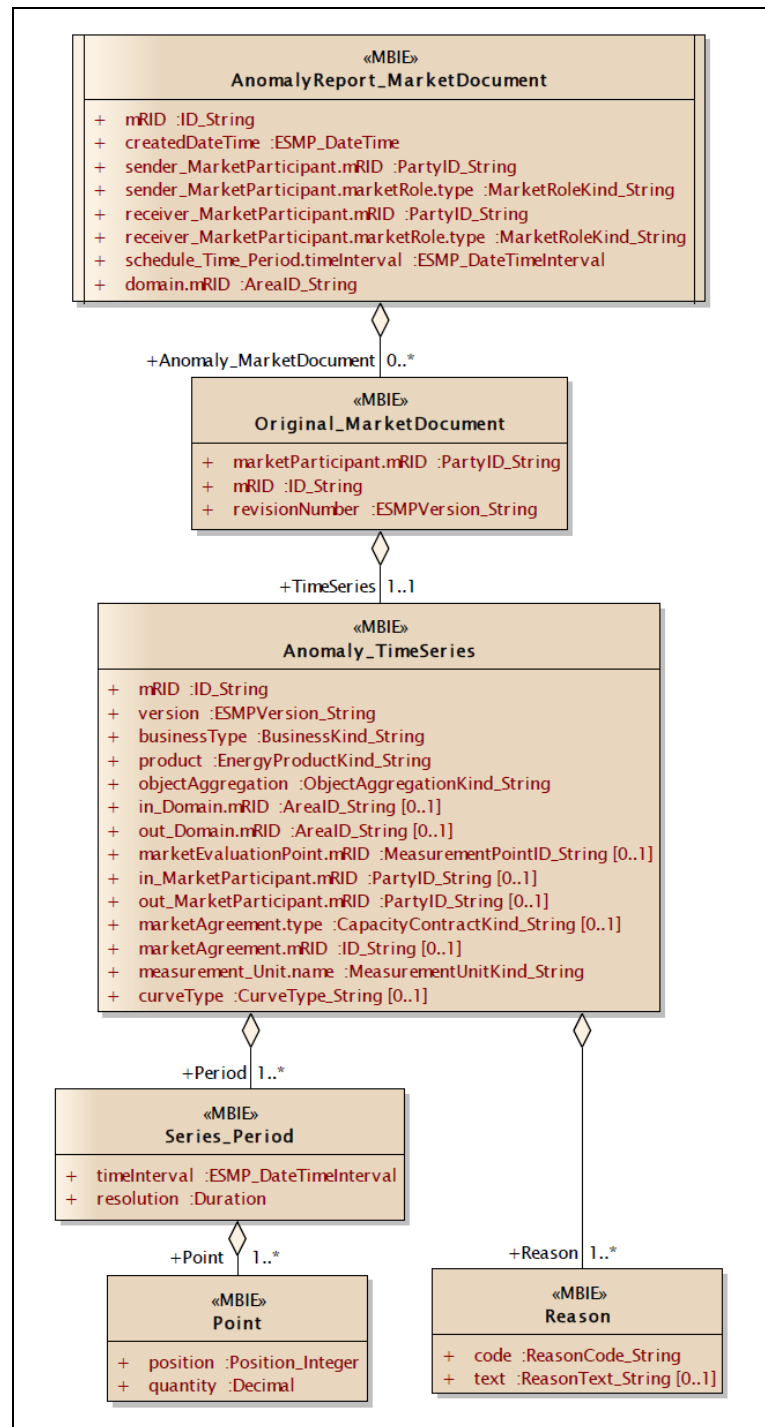 «MBIE»
AnomalyReport_MarketDocument
+ mRID :ID_String
+ createdDateTime :ESMP_DateTime
+ sender_MarketParticipant.mRID :PartyID_String
+ sender_MarketParticipant.marketRole.type :MarketRoleKind_String
+ receiver_MarketParticipant.mRID :PartyID_String
+ receiver_MarketParticipant.marketRole.type :MarketRoleKind_String
+ schedule_Time_Period.timeInterval :ESMP_DateTimeInterval
+ domain.mRID :AreaID_String
+Anomaly_MarketDocument 0..*
«MBIE»
Original_MarketDocument
+ marketParticipant.mRID :PartyID_String
+ mRID :ID_String
+ revisionNumber :ESMPVersion_String
+TimeSeries 1..1
«MBIE»
Anomaly_TimeSeries
+ mRID :ID_String
+ version :ESMPVersion_String
+ businessType :BusinessKind_String
+ product :EnergyProductKind_String
+ objectAggregation :ObjectAggregationKind_String
+ in_Domain.mRID :AreaID_String [0..1]
+ out_Domain.mRID :AreaID_String [0..1]
+ marketEvaluationPoint.mRID :MeasurementPointID_String [0..1]
+ in_MarketParticipant.mRID :PartyID_String [0..1]
+ out_MarketParticipant.mRID :PartyID_String [0..1]
+ marketAgreement.type :CapacityContractKind_String [0..1]
+ marketAgreement.mRID :ID_String [0..1]
+ measurement_Unit.name :MeasurementUnitKind_String
+ curveType :CurveType_String [0..1]
+Period 1..*
«MBIE»
Series_Period
+ timeInterval :ESMP_DateTimeInterval
+ resolution :Duration
+Point 1..*
«MBIE»
Point
+ position :Position_Integer
+ quantity :Decimal
+Reason 1..*
«MBIE»
Reason
+ code :ReasonCode_String
+ text :ReasonText_String [0..1]